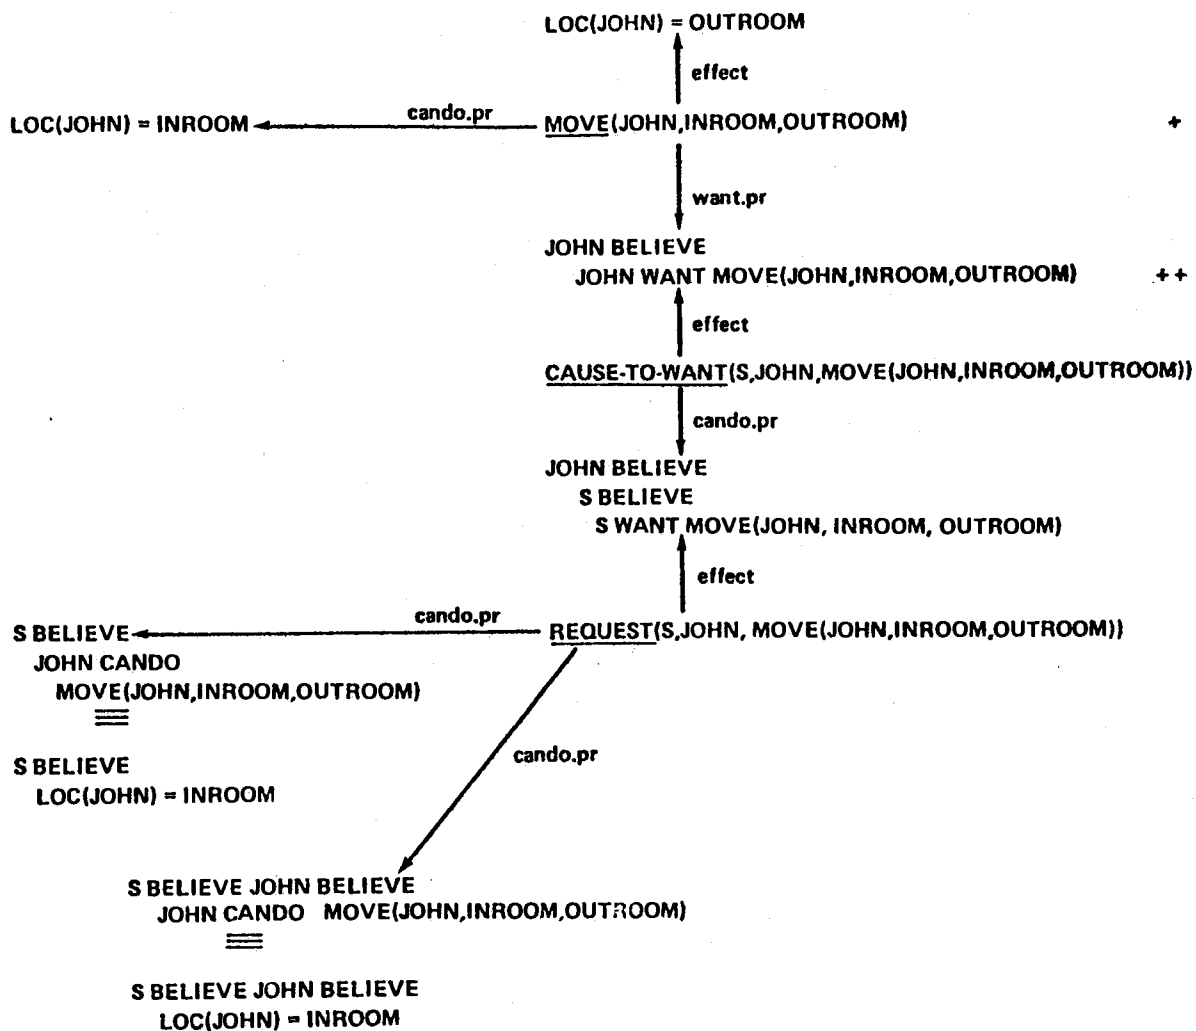 LOC(JOHN) = OUTROOM
effect
LOC(JOHN) = INROOM
cando.pr
MOVE(JOHN,INROOM,OUTROOM)
+
want.pr
JOHN BELIEVE
JOHN WANT MOVE(JOHN,INROOM,OUTROOM)
++
effect
CAUSE-TO-WANT(S,JOHN,MOVE(JOHN,INROOM,OUTROOM))
cando.pr
JOHN BELIEVE
S BELIEVE
S WANT MOVE(JOHN, INROOM, OUTROOM)
effect
S BELIEVE
cando.pr
REQUEST(S,JOHN, MOVE(JOHN,INROOM,OUTROOM))
JOHN CANDO
MOVE(JOHN,INROOM,OUTROOM)
cando.pr
S BELIEVE
LOC(JOHN) = INROOM
S BELIEVE JOHN BELIEVE
JOHN CANDO MOVE(JOHN,INROOM,OUTROOM)
S BELIEVE JOHN BELIEVE
LOC(JOHN) = INROOM